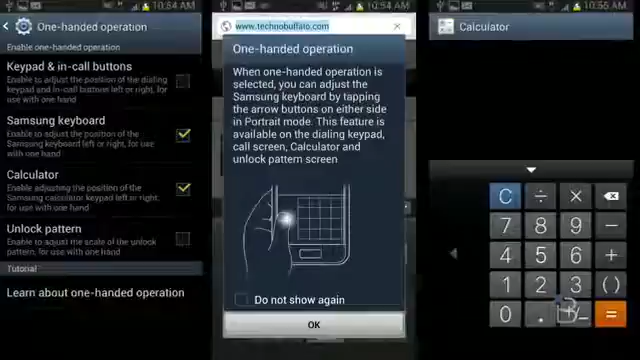 10:54 AM
One-handed operation
Enable one-handed operation
Keypad & in-call buttons
Enable to adjust the position of the dialing
keypad and in-call buttons left or right, for
use with one hand
Samsung keyboard
Enable to adjust the position of the
Samsung keyboard left or right, for use
with one hand
Calculator
Enable adjusting the position of the
Samsung calculator keypad left or right,
for use with one hand
Unlock pattern
Enable to adjust the scale of the unlock
pattern, for use with one hand
Tutorial
Learn about one-handed operation
10:54 AM
www.technobuffalo.com
One-handed operation
When one-handed operation is
selected, you can adjust the
Samsung keyboard by tapping
the arrow buttons on either side
in Portrait mode. This feature is
available on the dialing keypad,
call screen, Calculator and
unlock pattern screen
Do not show again
OK
10:55 AM
Calculator
C ÷ ×
7 8 9 −
4 5 6 +
1 2 3 ( )
0 . +/− =